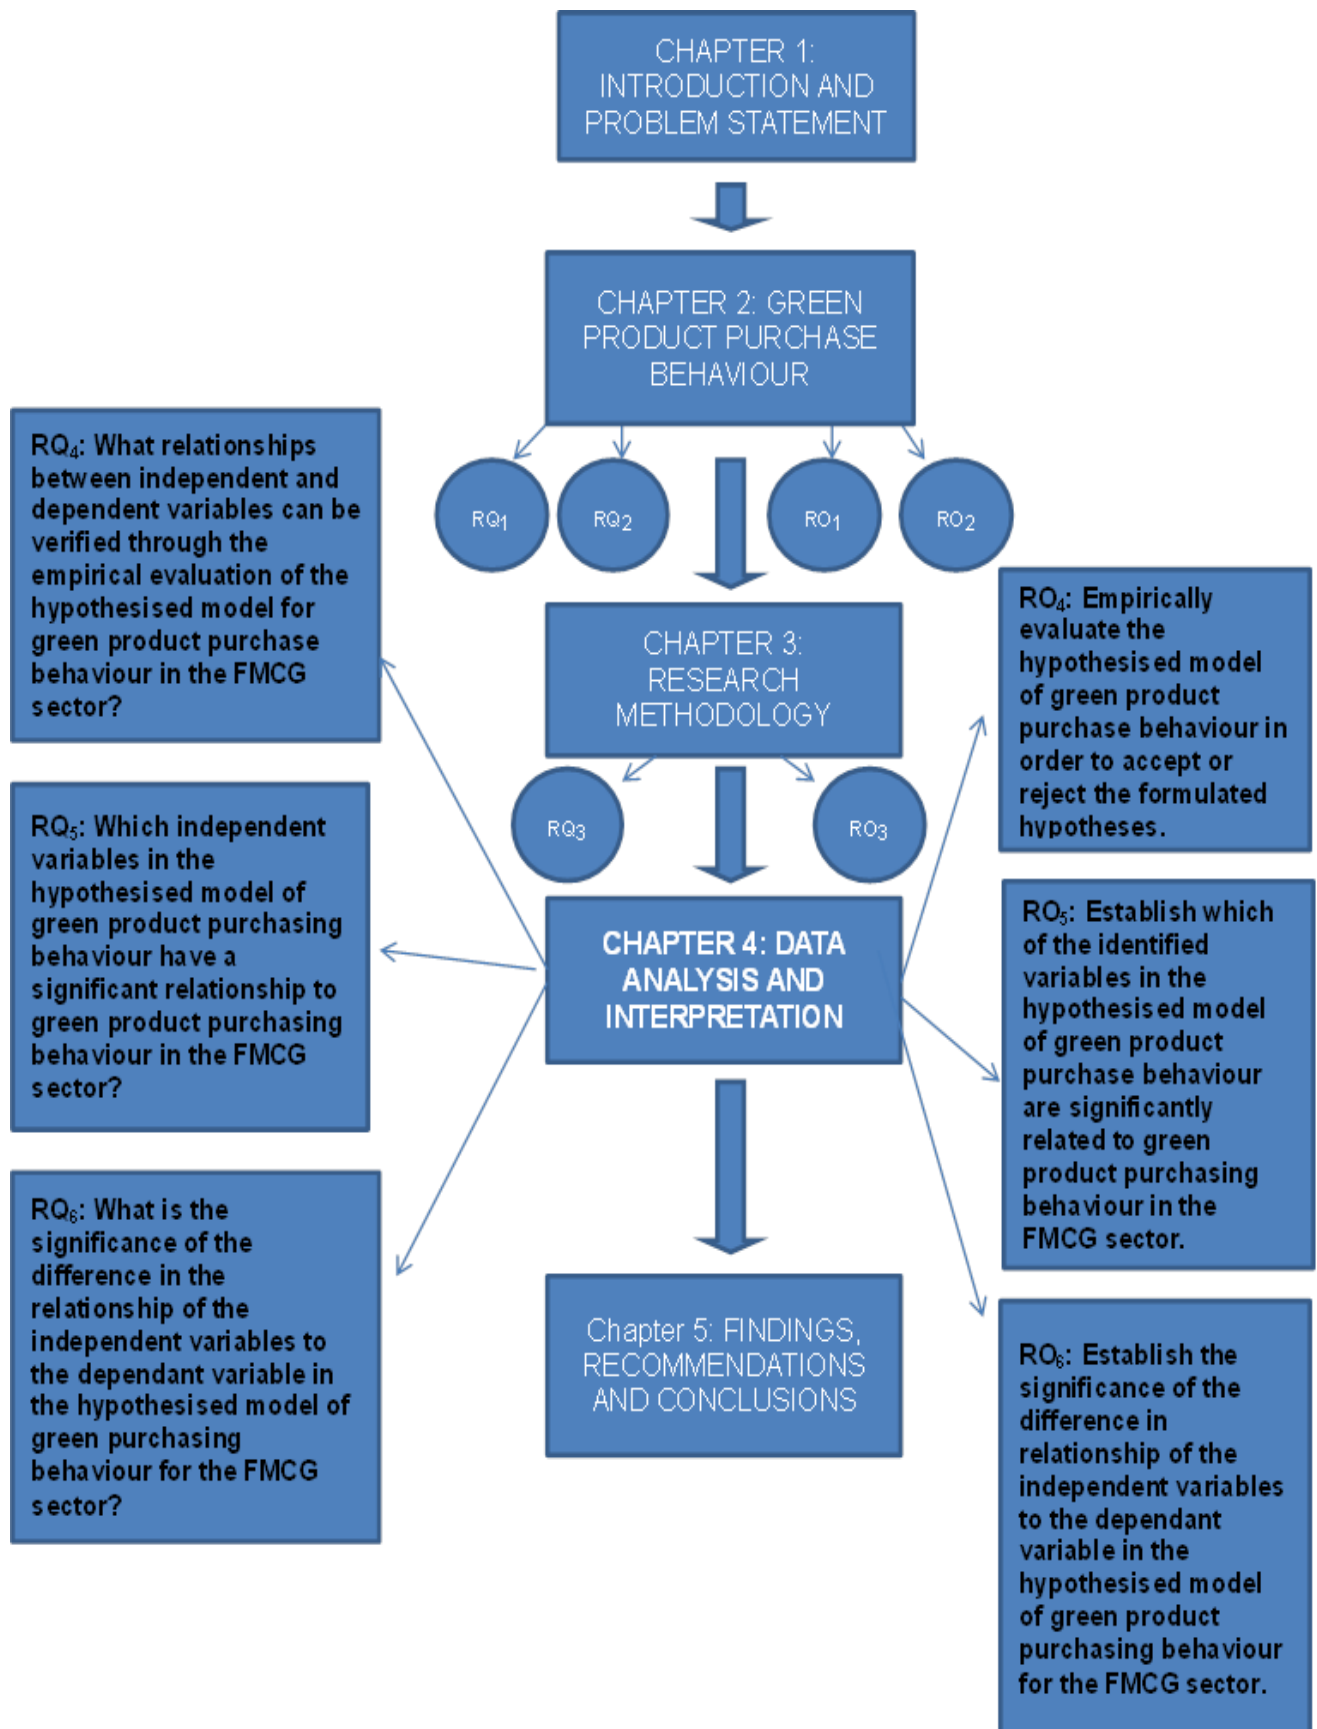 CHAPTER 1:
INTRODUCTION AND
PROBLEM STATEMENT
CHAPTER 2: GREEN
PRODUCT PURCHASE
BEHAVIOUR
RQ1
RQ2
RO1
RO2
RQ4: What relationships
between independent and
dependent variables can be
verified through the
empirical evaluation of the
hypothesised model for
green product purchase
behaviour in the FMCG
sector?
CHAPTER 3:
RESEARCH
METHODOLOGY
RO4: Empirically
evaluate the
hypothesised model
of green product
purchase behaviour in
order to accept or
reject the formulated
hypotheses.
RQ3
RO3
RQ5: Which independent
variables in the
hypothesised model of
green product purchasing
behaviour have a
significant relationship to
green product purchasing
behaviour in the FMCG
sector?
CHAPTER 4: DATA
ANALYSIS AND
INTERPRETATION
RO5: Establish which
of the identified
variables in the
hypothesised model
of green product
purchase behaviour
are significantly
related to green
product purchasing
behaviour in the
FMCG sector.
RQ6: What is the
significance of the
difference in the
relationship of the
independent variables to
the dependant variable in
the hypothesised model of
green purchasing
behaviour for the FMCG
sector?
Chapter 5: FINDINGS,
RECOMMENDATIONS
AND CONCLUSIONS
RO6: Establish the
significance of the
difference in
relationship of the
independent variables
to the dependant
variable in the
hypothesised model
of green product
purchasing behaviour
for the FMCG sector.